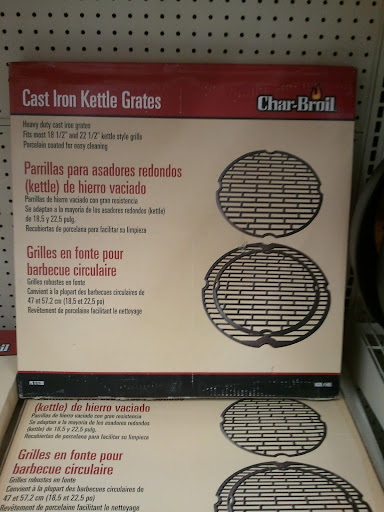 Cast Iron Kettle Grates
Char-Broil
Heavy duty cast iron grates
Fits most 18 1/2" and 22 1/2" kettle style grills
Porcelain coated for easy cleaning
Parrillas para asadores redondos
(kettle) de hierro vaciado
Parrillas de hierro vaciado con gran resistencia
Se adaptan a la mayoría de los asadores redondos (kettle)
de 18.5 y 22.5 pulg.
Recubiertas de porcelana para facilitar su limpieza
Grilles en fonte pour
barbecue circulaire
Grilles robustes en fonte
Convient à la plupart des barbecues circulaires de
47 et 57.2 cm (18.5 et 22,5 po)
Revêtement de porcelaine facilitant le nettoyage
(kettle) de hierro vaciado
Parrillas de hierro vaciado con gran resistencia
Se adaptan a la mayoría de los asadores redondos
(kettle) de 18.5 y 22.5 pulg.
Recubiertas de porcelana para facilitar su limpieza
Grilles en fonte pour
barbecue circulaire
Grilles robustes en fonte
Convient à la plupart des barbecues circulaires de
47 et 57.2 cm (18.5 et 22,5 po)
Revêtement de porcelaine facilitant le nettoyage